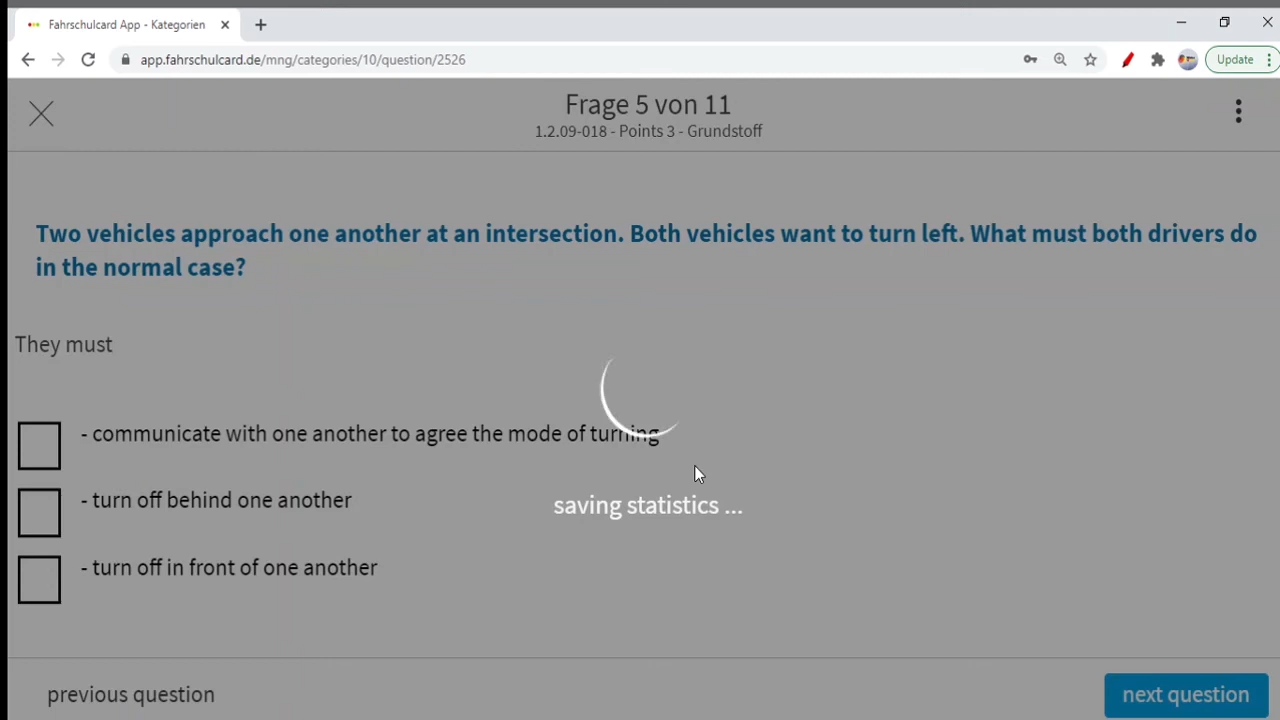 Fahrschulcard App - Kategorien
app.fahrschulcard.de/mng/categories/10/question/2526
Update
Frage 5 von 11
1.2.09-018 - Points 3 - Grundstoff
Two vehicles approach one another at an intersection. Both vehicles want to turn left. What must both drivers do
in the normal case?
They must
- communicate with one another to agree the mode of turning
- turn off behind one another
saving statistics ...
- turn off in front of one another
previous question
next question